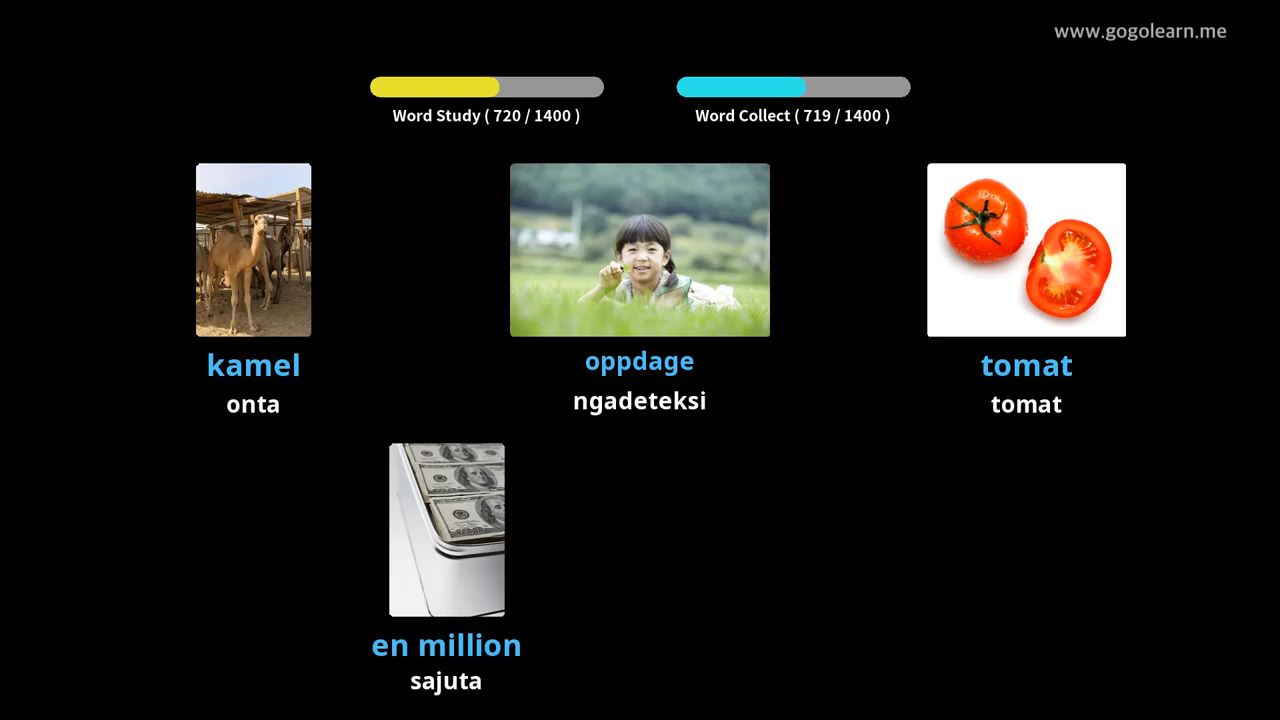 www.gogolearn.me
Word Study ( 720 / 1400 )
Word Collect ( 719 / 1400 )
kamel
onta
oppdage
ngadeteksi
tomat
tomat
en million
sajuta